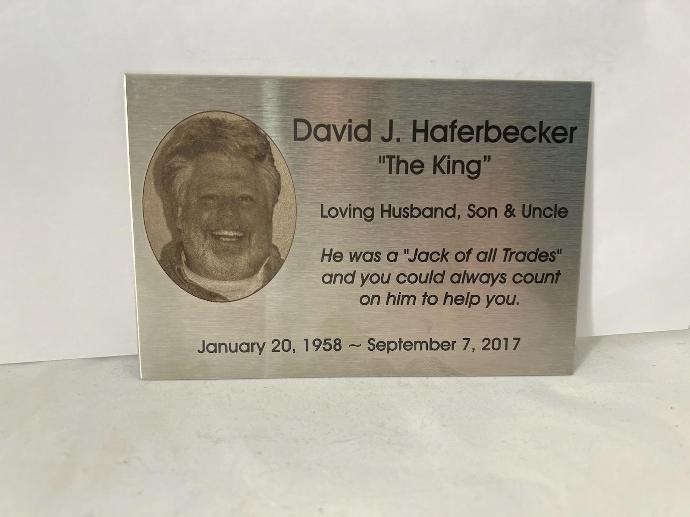 David J. Haferbecker
"The King"
Loving Husband, Son & Uncle
He was a "Jack of all Trades"
and you could always count
on him to help you.
January 20, 1958 ~ September 7, 2017